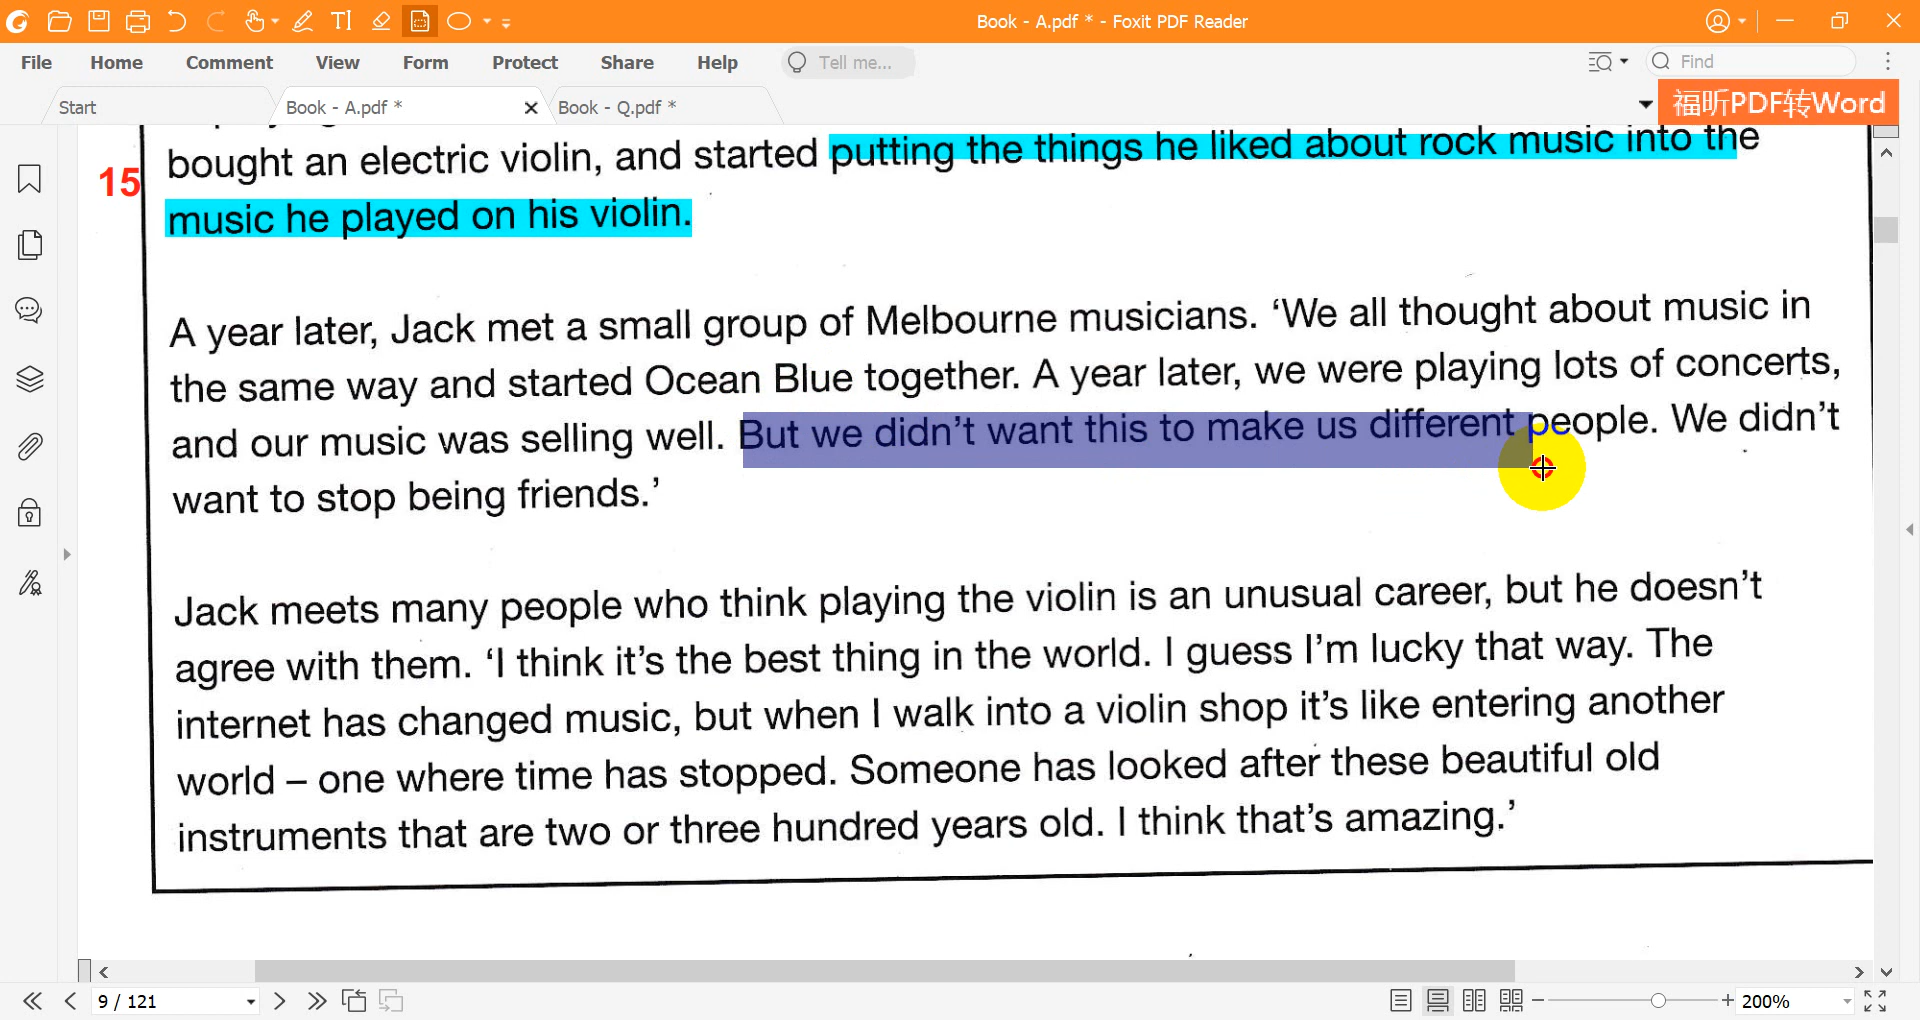 Book - A.pdf * - Foxit PDF Reader
File Home Comment View Form Protect Share Help Tell me... Find
Start Book - A.pdf * Book - Q.pdf * 福昕PDF转Word
bought an electric violin, and started putting the things he liked about rock music into the
15
music he played on his violin.
A year later, Jack met a small group of Melbourne musicians. ‘We all thought about music in
the same way and started Ocean Blue together. A year later, we were playing lots of concerts,
and our music was selling well. But we didn’t want this to make us different people. We didn’t
want to stop being friends.’
Jack meets many people who think playing the violin is an unusual career, but he doesn’t
agree with them. ‘I think it’s the best thing in the world. I guess I’m lucky that way. The
internet has changed music, but when I walk into a violin shop it’s like entering another
world – one where time has stopped. Someone has looked after these beautiful old
instruments that are two or three hundred years old. I think that’s amazing.’
9 / 121 200%